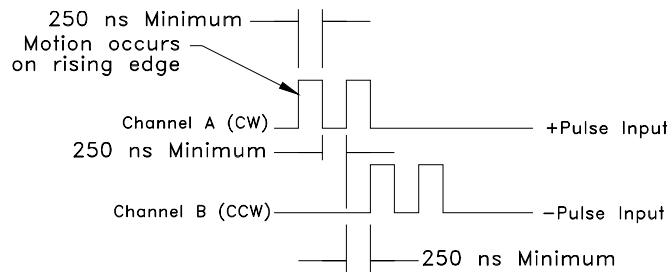 250 ns Minimum
Motion occurs
on rising edge
Channel A (CW)
+Pulse Input
250 ns Minimum
Channel B (CCW)
-Pulse Input
250 ns Minimum